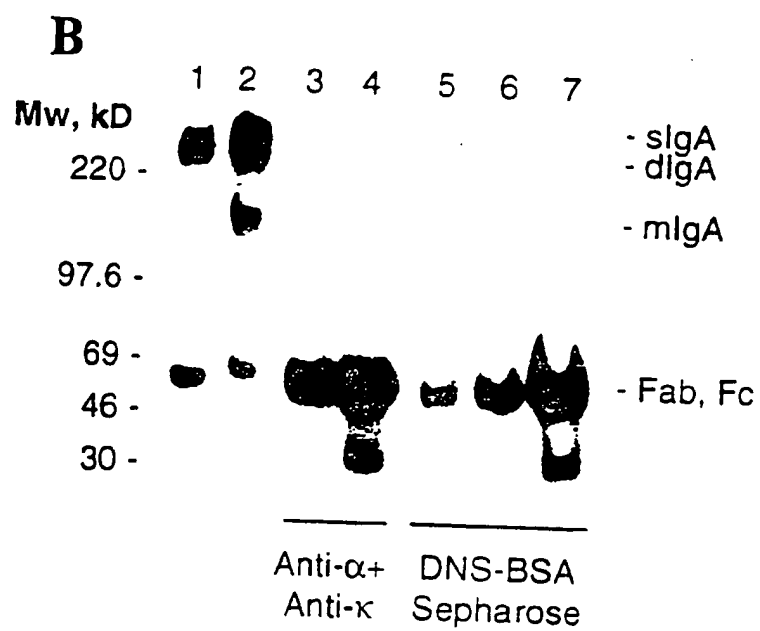 B
1 2 3 4 5 6 7
Mw, kD
- sIgA
220 -
- dIgA
- mIgA
97.6 -
69 -
- Fab, Fc
46 -
30 -
Anti-α+ DNS-BSA
Anti-κ Sepharose